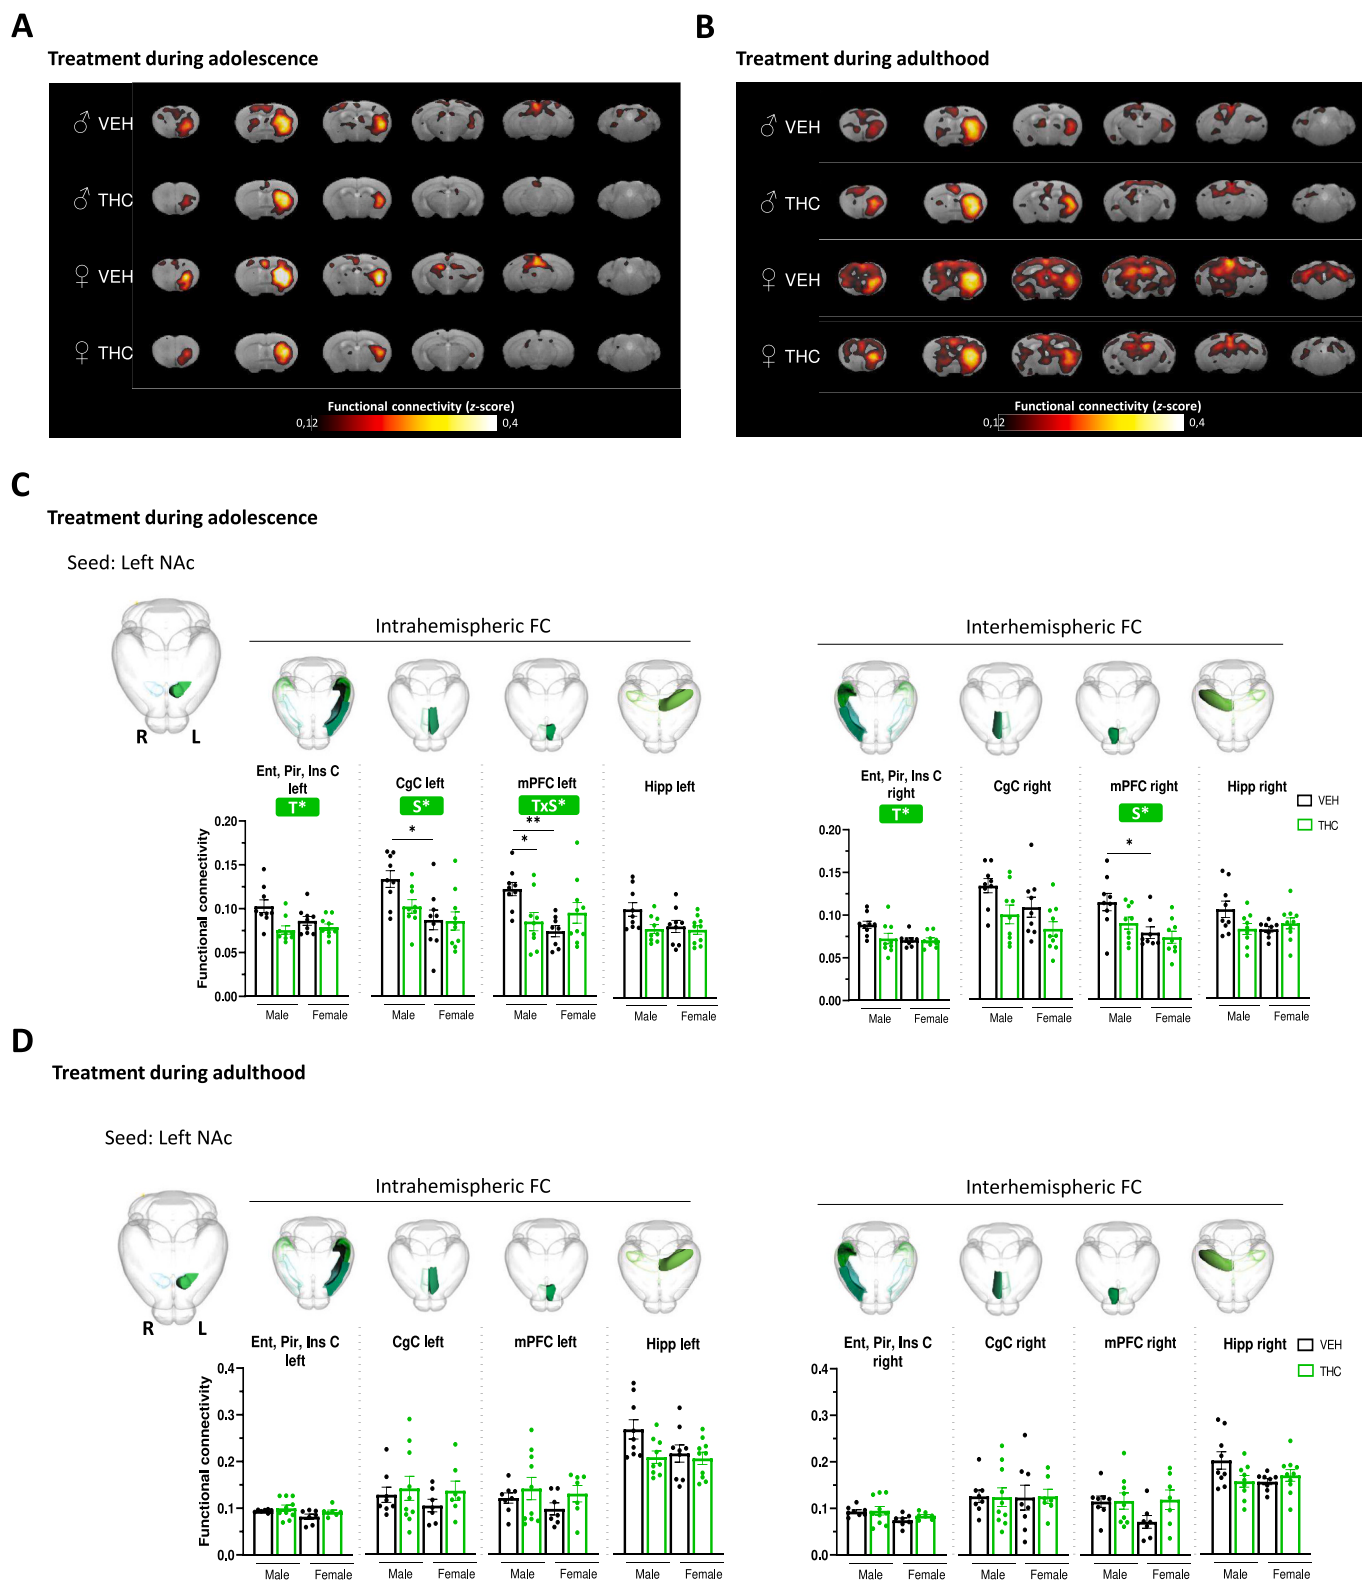 A
Treatment during adolescence
♂ VEH
♂ THC
♀ VEH
♀ THC
Functional connectivity (z-score)
0,12 0,4
B
Treatment during adulthood
♂ VEH
♂ THC
♀ VEH
♀ THC
Functional connectivity (z-score)
0,12 0,4
C
Treatment during adolescence
Seed: Left NAc
R L
Intrahemispheric FC
Ent, Pir, Ins C
left
T*
CgC left
S*
mPFC left
TxS*
Hipp left
Functional connectivity
0.20
0.15
0.10
0.05
0.00
*
**
*
Male Female Male Female Male Female Male Female
Interhemispheric FC
Ent, Pir, Ins C
right
T*
CgC right
mPFC right
S*
Hipp right
VEH
THC
0.20
0.15
0.10
0.05
0.00
*
Male Female Male Female Male Female Male Female
D
Treatment during adulthood
Seed: Left NAc
R L
Intrahemispheric FC
Ent, Pir, Ins C
left
CgC left
mPFC left
Hipp left
Functional connectivity
0.4
0.3
0.2
0.1
0.0
Male Female Male Female Male Female Male Female
Interhemispheric FC
Ent, Pir, Ins C
right
CgC right
mPFC right
Hipp right
VEH
THC
0.4
0.3
0.2
0.1
0.0
Male Female Male Female Male Female Male Female